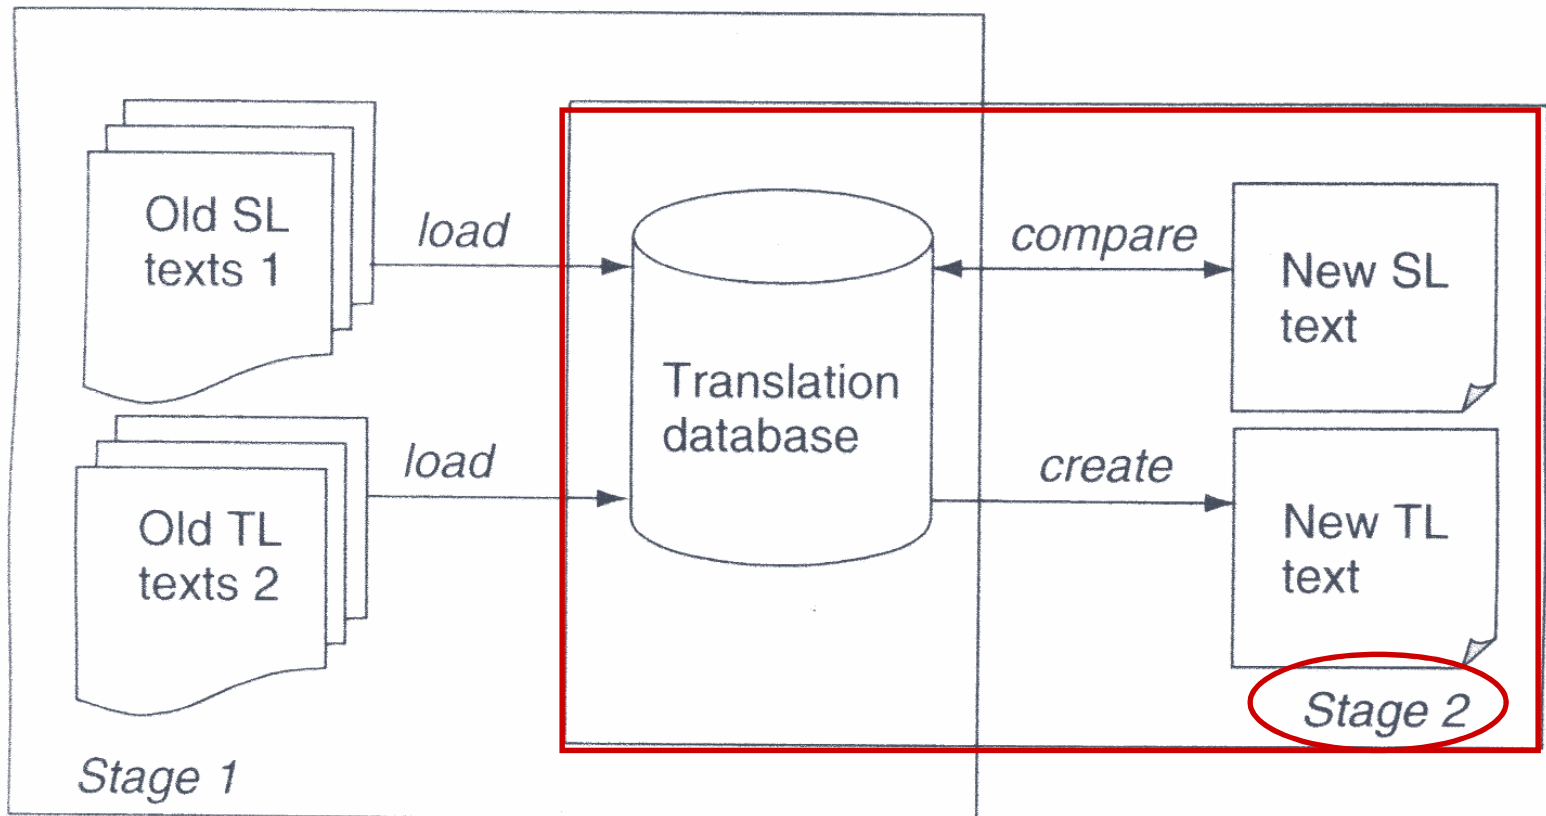 Old SL
texts 1
load
Translation
database
compare
New SL
text
Old TL
texts 2
load
create
New TL
text
Stage 1
Stage 2